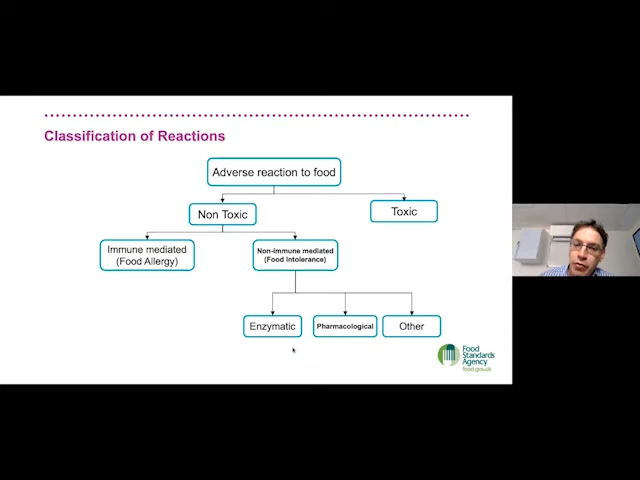 Classification of Reactions
Adverse reaction to food
Non Toxic
Toxic
Immune mediated
(Food Allergy)
Non-immune mediated
(Food Intolerance)
Enzymatic
Pharmacological
Other
Food
Standards
Agency
food.gov.uk